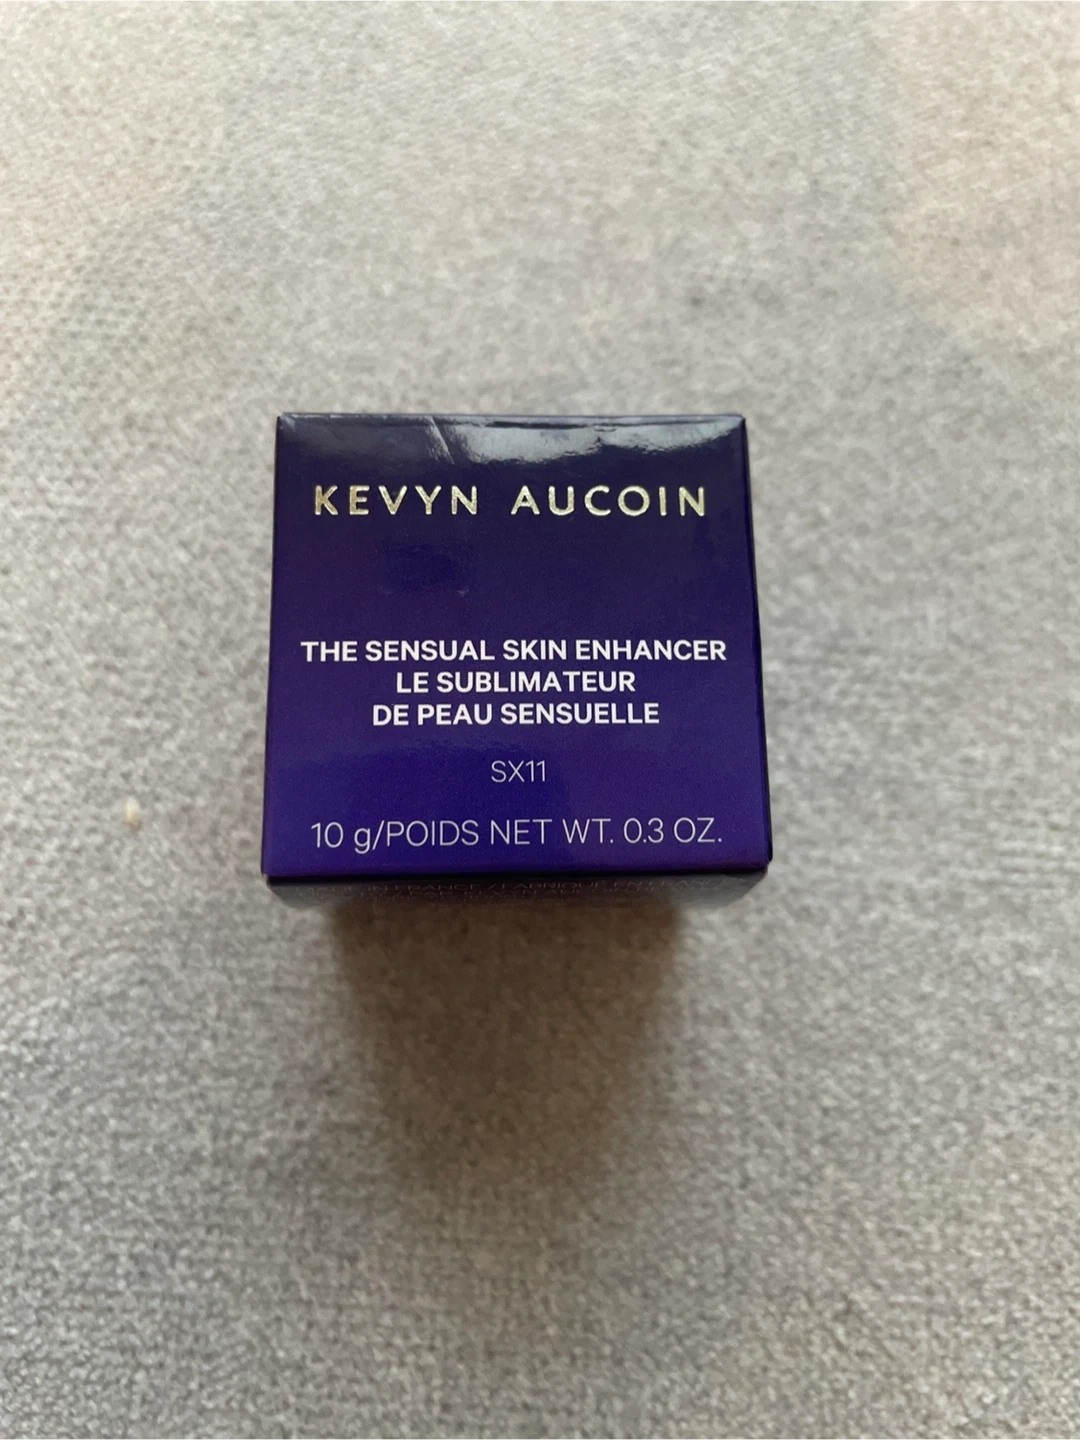 KEVYN AUCOIN
THE SENSUAL SKIN ENHANCER
LE SUBLIMATEUR
DE PEAU SENSUELLE
SX11
10 g/POIDS NET WT. 0.3 OZ.